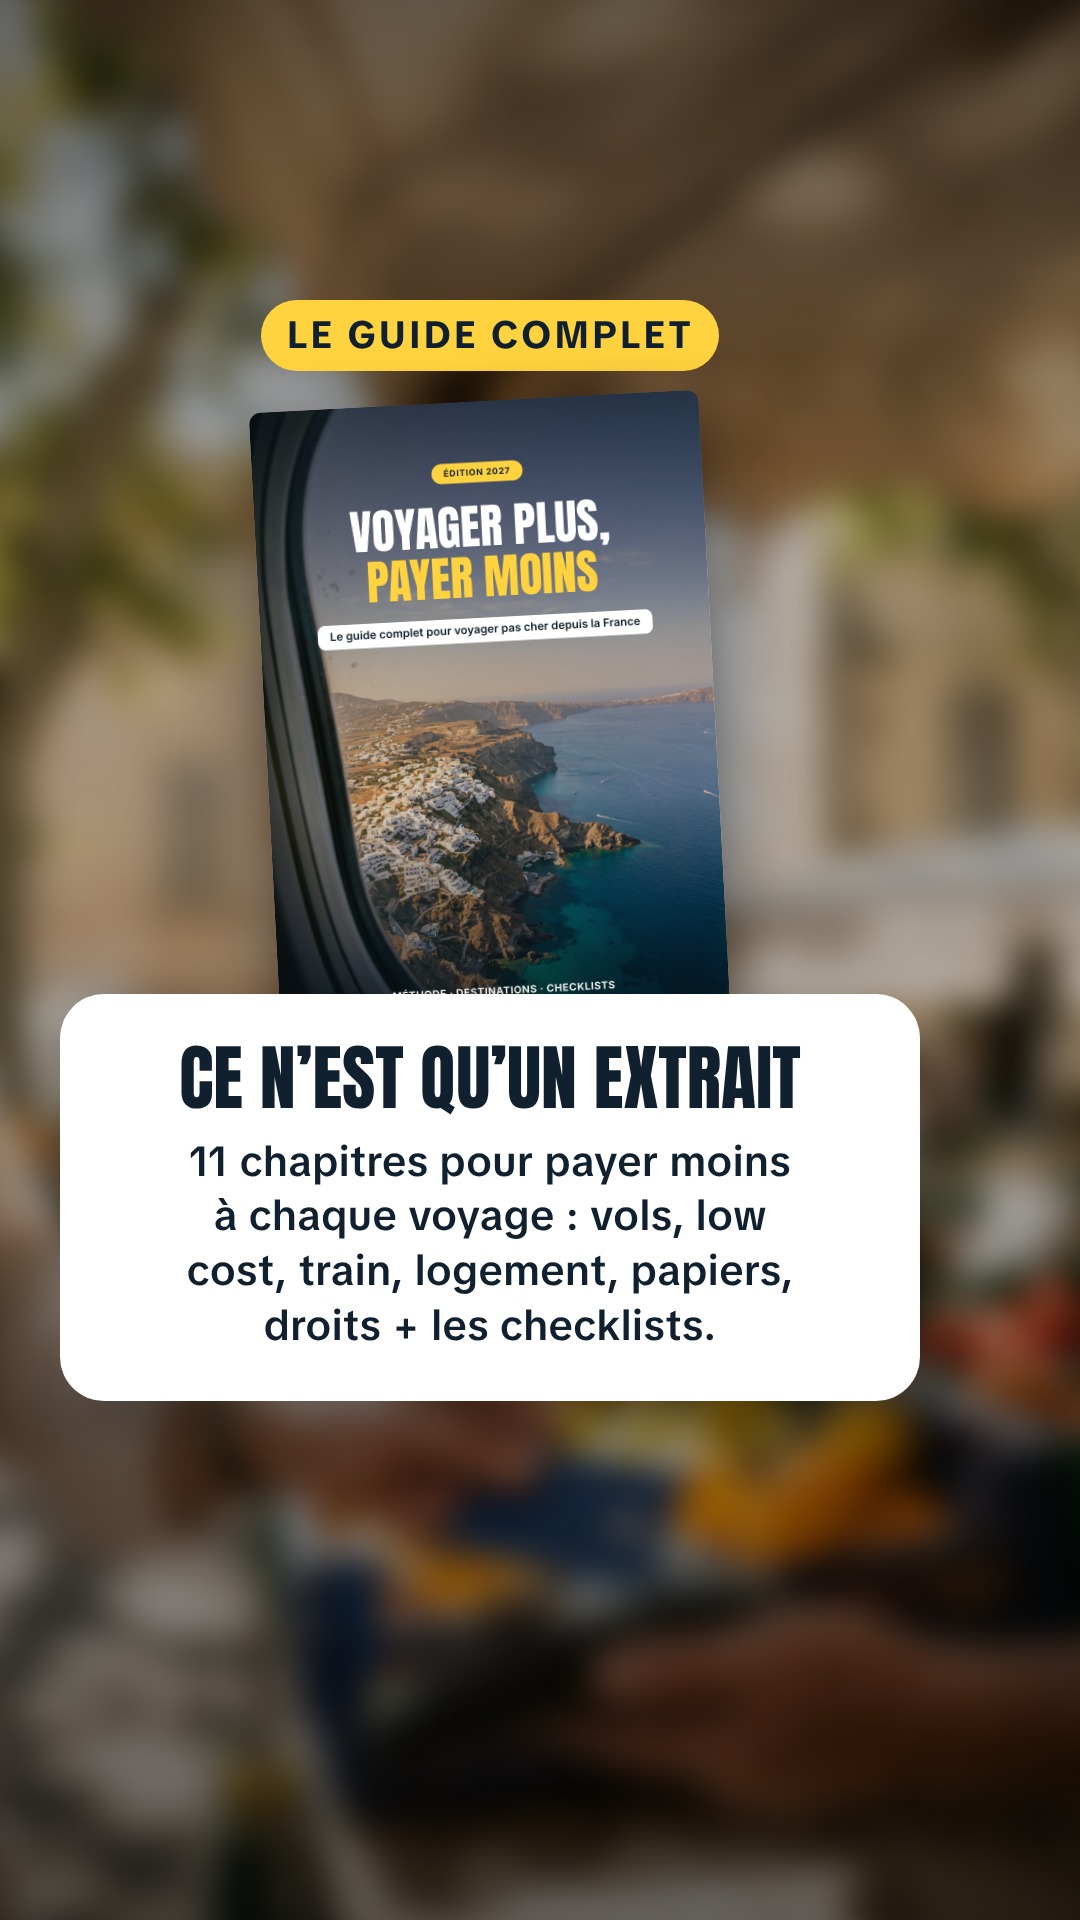 LE GUIDE COMPLET
ÉDITION 2027
VOYAGER PLUS,
PAYER MOINS
Le guide complet pour voyager pas cher depuis la France
MÉTHODE · DESTINATIONS · CHECKLISTS
CE N’EST QU’UN EXTRAIT
11 chapitres pour payer moins
à chaque voyage : vols, low
cost, train, logement, papiers,
droits + les checklists.